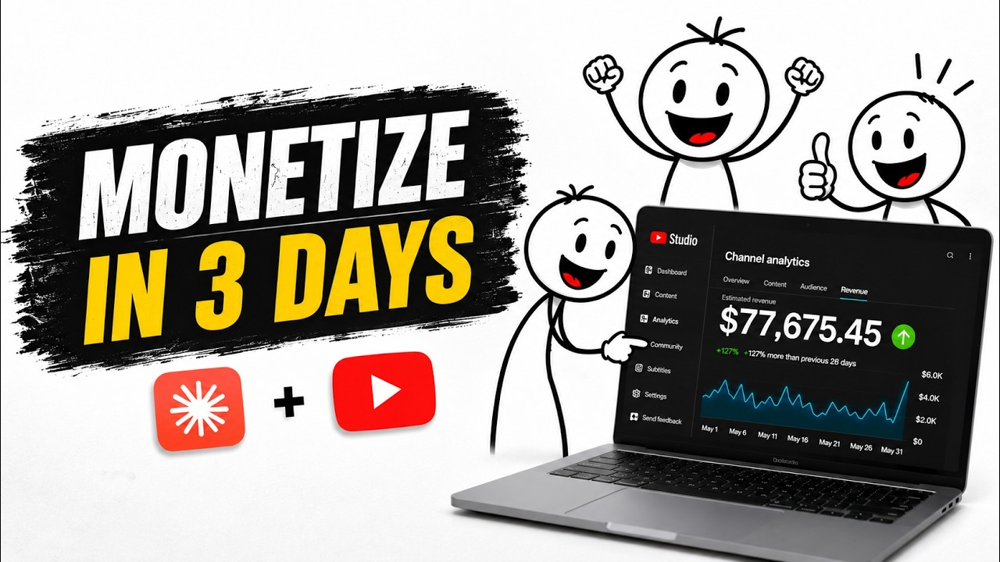 MONETIZE
IN 3 DAYS
+
Studio
Dashboard
Content
Analytics
Community
Subtitles
Settings
Send feedback
Channel analytics
Overview Content Audience Revenue
Estimated revenue
$77,675.45
+127% +127% more than previous 28 days
$6.0K
$4.0K
$2.0K
$0
May 1 May 6 May 11 May 16 May 21 May 26 May 31